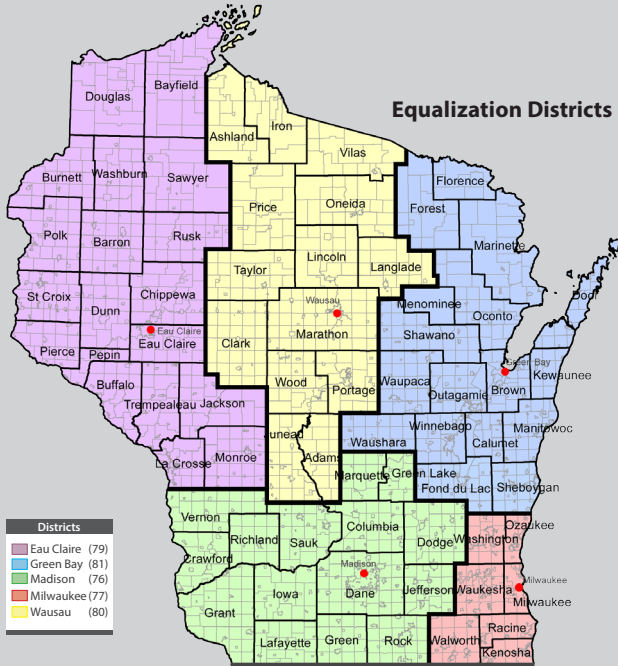 Equalization Districts
Bayfield
Douglas
Iron
Ashland
Vilas
Burnett
Washburn
Sawyer
Florence
Forest
Price
Oneida
Polk
Barron
Rusk
Marinette
Lincoln
Langlade
Taylor
St Croix
Chippewa
Dunn
Wausau
Menominee
Door
Oconto
Eau Claire
Eau Claire
Clark
Marathon
Shawano
Pierce
Pepin
Green Bay
Kewaunee
Buffalo
Wood
Portage
Waupaca
Outagamie
Brown
Trempealeau
Jackson
Juneau
Adams
Waushara
Winnebago
Calumet
Manitowoc
La Crosse
Monroe
Marquette
Green Lake
Fond du Lac
Sheboygan
Vernon
Richland
Sauk
Columbia
Dodge
Washington
Ozaukee
Crawford
Madison
Dane
Jefferson
Waukesha
Milwaukee
Milwaukee
Grant
Iowa
Lafayette
Green
Rock
Walworth
Racine
Kenosha
Districts
Eau Claire (79)
Green Bay (81)
Madison (76)
Milwaukee (77)
Wausau (80)